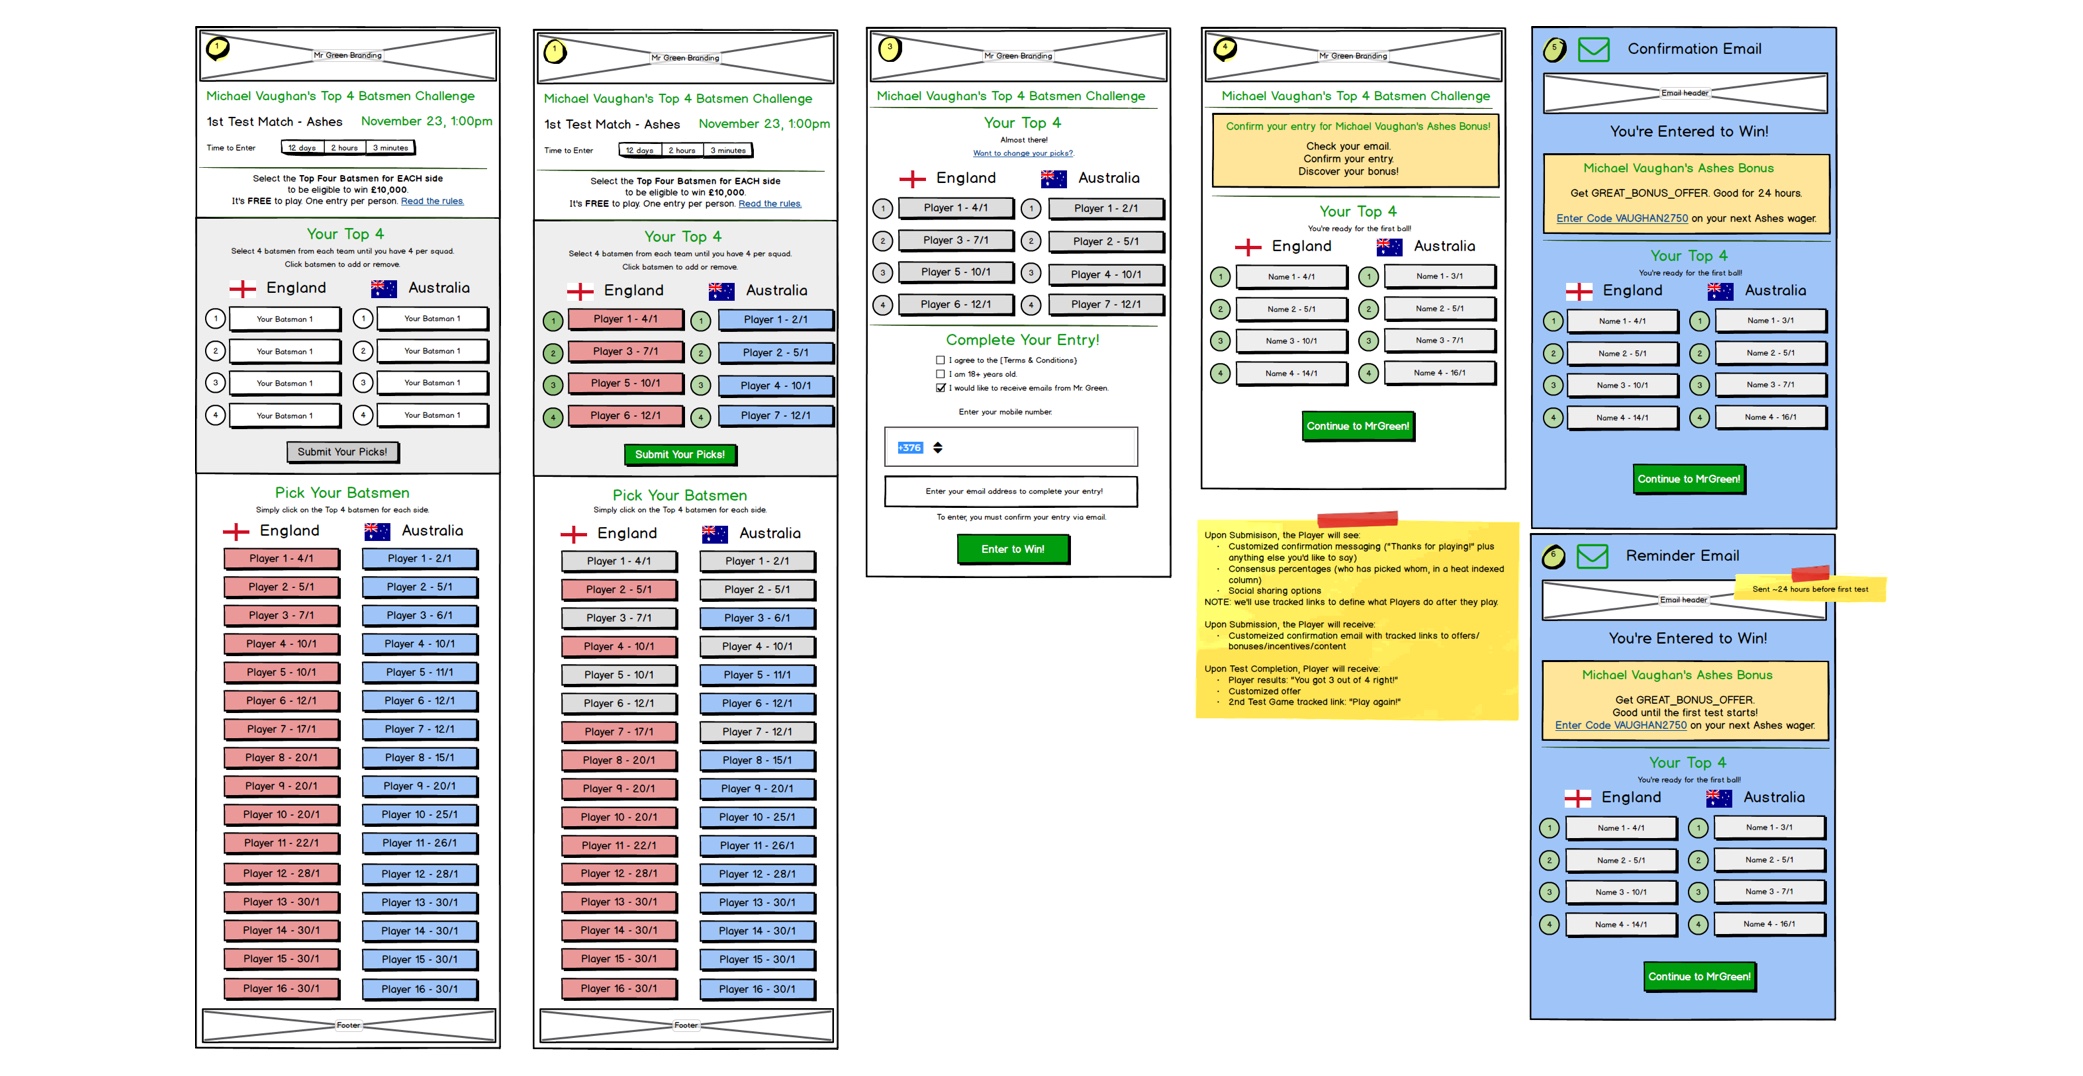 1
Mr Green Branding
Michael Vaughan's Top 4 Batsmen Challenge
1st Test Match - Ashes November 23, 1:00pm
Time to Enter 12 days 2 hours 3 minutes
Select the Top Four Batsmen for EACH side
to be eligible to win £10,000.
It's FREE to play. One entry per person. Read the rules.
Your Top 4
Select 4 batsmen from each team until you have 4 per squad.
Click batsmen to add or remove.
England Australia
1 Your Batsman 1 1 Your Batsman 1
2 Your Batsman 1 2 Your Batsman 1
3 Your Batsman 1 3 Your Batsman 1
4 Your Batsman 1 4 Your Batsman 1
Submit Your Picks!
Pick Your Batsmen
Simply click on the Top 4 batsmen for each side.
England Australia
Player 1 - 4/1 Player 1 - 2/1
Player 2 - 5/1 Player 2 - 5/1
Player 3 - 7/1 Player 3 - 6/1
Player 4 - 10/1 Player 4 - 10/1
Player 5 - 10/1 Player 5 - 11/1
Player 6 - 12/1 Player 6 - 12/1
Player 7 - 17/1 Player 7 - 12/1
Player 8 - 20/1 Player 8 - 15/1
Player 9 - 20/1 Player 9 - 20/1
Player 10 - 20/1 Player 10 - 25/1
Player 11 - 22/1 Player 11 - 26/1
Player 12 - 28/1 Player 12 - 28/1
Player 13 - 30/1 Player 13 - 30/1
Player 14 - 30/1 Player 14 - 30/1
Player 15 - 30/1 Player 15 - 30/1
Player 16 - 30/1 Player 16 - 30/1
Footer
1
Mr Green Branding
Michael Vaughan's Top 4 Batsmen Challenge
1st Test Match - Ashes November 23, 1:00pm
Time to Enter 12 days 2 hours 3 minutes
Select the Top Four Batsmen for EACH side
to be eligible to win £10,000.
It's FREE to play. One entry per person. Read the rules.
Your Top 4
Select 4 batsmen from each team until you have 4 per squad.
Click batsmen to add or remove.
England Australia
1 Player 1 - 4/1 1 Player 1 - 2/1
2 Player 3 - 7/1 2 Player 2 - 5/1
3 Player 5 - 10/1 3 Player 4 - 10/1
4 Player 6 - 12/1 4 Player 7 - 12/1
Submit Your Picks!
Pick Your Batsmen
Simply click on the Top 4 batsmen for each side.
England Australia
Player 1 - 4/1 Player 1 - 2/1
Player 2 - 5/1 Player 2 - 5/1
Player 3 - 7/1 Player 3 - 6/1
Player 4 - 10/1 Player 4 - 10/1
Player 5 - 10/1 Player 5 - 11/1
Player 6 - 12/1 Player 6 - 12/1
Player 7 - 17/1 Player 7 - 12/1
Player 8 - 20/1 Player 8 - 15/1
Player 9 - 20/1 Player 9 - 20/1
Player 10 - 20/1 Player 10 - 25/1
Player 11 - 22/1 Player 11 - 26/1
Player 12 - 28/1 Player 12 - 28/1
Player 13 - 30/1 Player 13 - 30/1
Player 14 - 30/1 Player 14 - 30/1
Player 15 - 30/1 Player 15 - 30/1
Player 16 - 30/1 Player 16 - 30/1
Footer
3
Mr Green Branding
Michael Vaughan's Top 4 Batsmen Challenge
Your Top 4
Almost there!
Want to change your picks?.
England Australia
1 Player 1 - 4/1 1 Player 1 - 2/1
2 Player 3 - 7/1 2 Player 2 - 5/1
3 Player 5 - 10/1 3 Player 4 - 10/1
4 Player 6 - 12/1 4 Player 7 - 12/1
Complete Your Entry!
I agree to the [Terms & Conditions}
I am 18+ years old.
I would like to receive emails from Mr. Green.
Enter your mobile number.
+376
Enter your email address to complete your entry!
To enter, you must confirm your entry via email.
Enter to Win!
4
Mr Green Branding
Michael Vaughan's Top 4 Batsmen Challenge
Confirm your entry for Michael Vaughan's Ashes Bonus!
Check your email.
Confirm your entry.
Discover your bonus!
Your Top 4
You're ready for the first ball!
England Australia
1 Name 1 - 4/1 1 Name 1 - 3/1
2 Name 2 - 5/1 2 Name 2 - 5/1
3 Name 3 - 10/1 3 Name 3 - 7/1
4 Name 4 - 14/1 4 Name 4 - 16/1
Continue to MrGreen!
Upon Submisison, the Player will see:
· Customized confirmation messaging ("Thanks for playing!" plus
anything else you'd like to say)
· Consensus percentages (who has picked whom, in a heat indexed
column)
· Social sharing options
NOTE: we'll use tracked links to define what Players do after they play.
Upon Submission, the Player will receive:
· Customeized confirmation email with tracked links to offers/
bonuses/incentives/content
Upon Test Completion, Player will receive:
· Player results: "You got 3 out of 4 right!"
· Customized offer
· 2nd Test Game tracked link: "Play again!"
5 Confirmation Email
Email header
You're Entered to Win!
Michael Vaughan's Ashes Bonus
Get GREAT_BONUS_OFFER. Good for 24 hours.
Enter Code VAUGHAN2750 on your next Ashes wager.
Your Top 4
You're ready for the first ball!
England Australia
1 Name 1 - 4/1 1 Name 1 - 3/1
2 Name 2 - 5/1 2 Name 2 - 5/1
3 Name 3 - 10/1 3 Name 3 - 7/1
4 Name 4 - 14/1 4 Name 4 - 16/1
Continue to MrGreen!
6 Reminder Email
Sent ~24 hours before first test
Email header
You're Entered to Win!
Michael Vaughan's Ashes Bonus
Get GREAT_BONUS_OFFER.
Good until the first test starts!
Enter Code VAUGHAN2750 on your next Ashes wager.
Your Top 4
You're ready for the first ball!
England Australia
1 Name 1 - 4/1 1 Name 1 - 3/1
2 Name 2 - 5/1 2 Name 2 - 5/1
3 Name 3 - 10/1 3 Name 3 - 7/1
4 Name 4 - 14/1 4 Name 4 - 16/1
Continue to MrGreen!